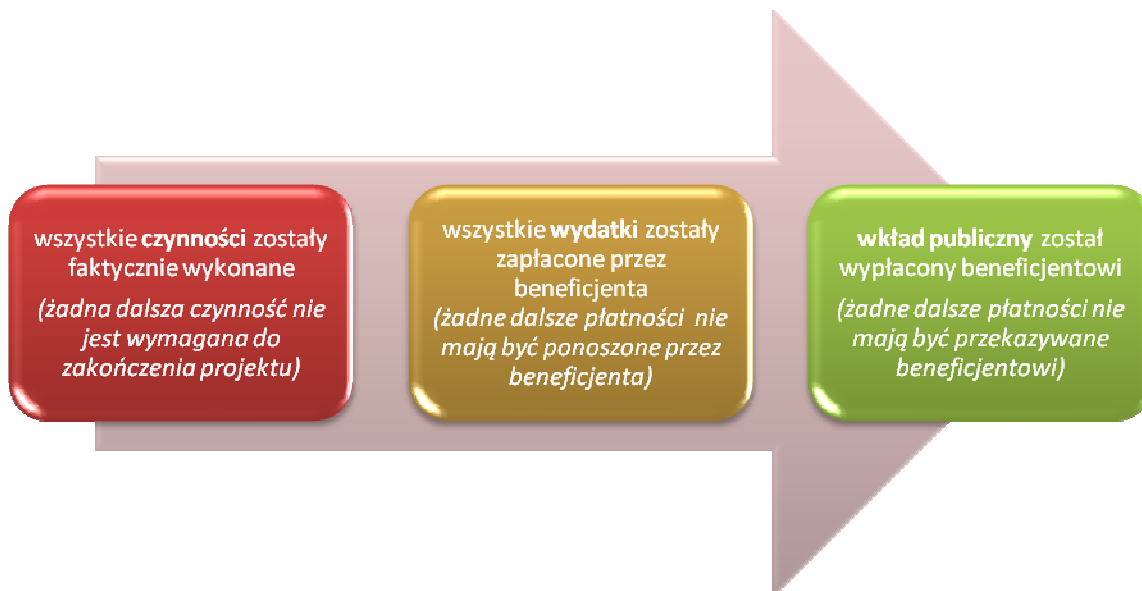 wszystkie czynności zostały
faktycznie wykonane
(żadna dalsza czynność nie
jest wymagana do
zakończenia projektu)
wszystkie wydatki zostały
zapłacone przez
beneficjenta
(żadne dalsze płatności  nie
mają być ponoszone przez
beneficjenta)
wkład publiczny został
wypłacony beneficjentowi
(żadne dalsze płatności nie
mają być przekazywane
beneficjentowi)